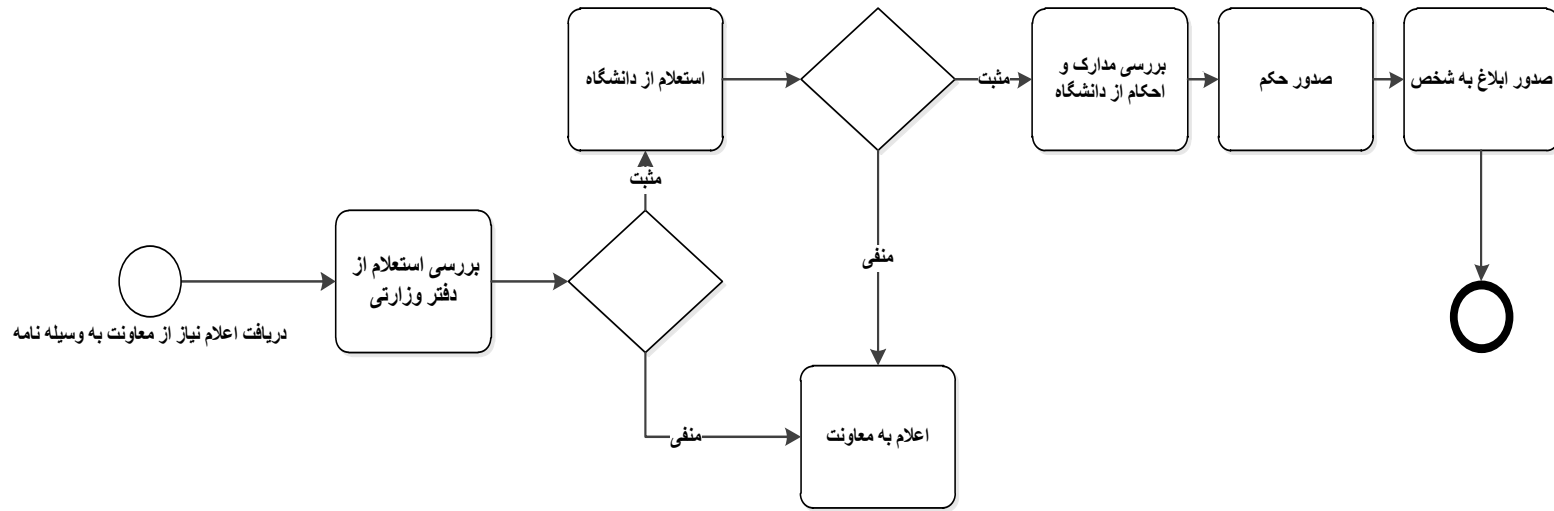 دریافت اعلام نیاز از معاونت به وسیله نامه
بررسی استعلام از
دفتر وزارتی
مثبت
منفی
استعلام از دانشگاه
مثبت
منفی
اعلام به معاونت
بررسی مدارک و
احکام از دانشگاه
صدور حکم
صدور ابلاغ به شخص